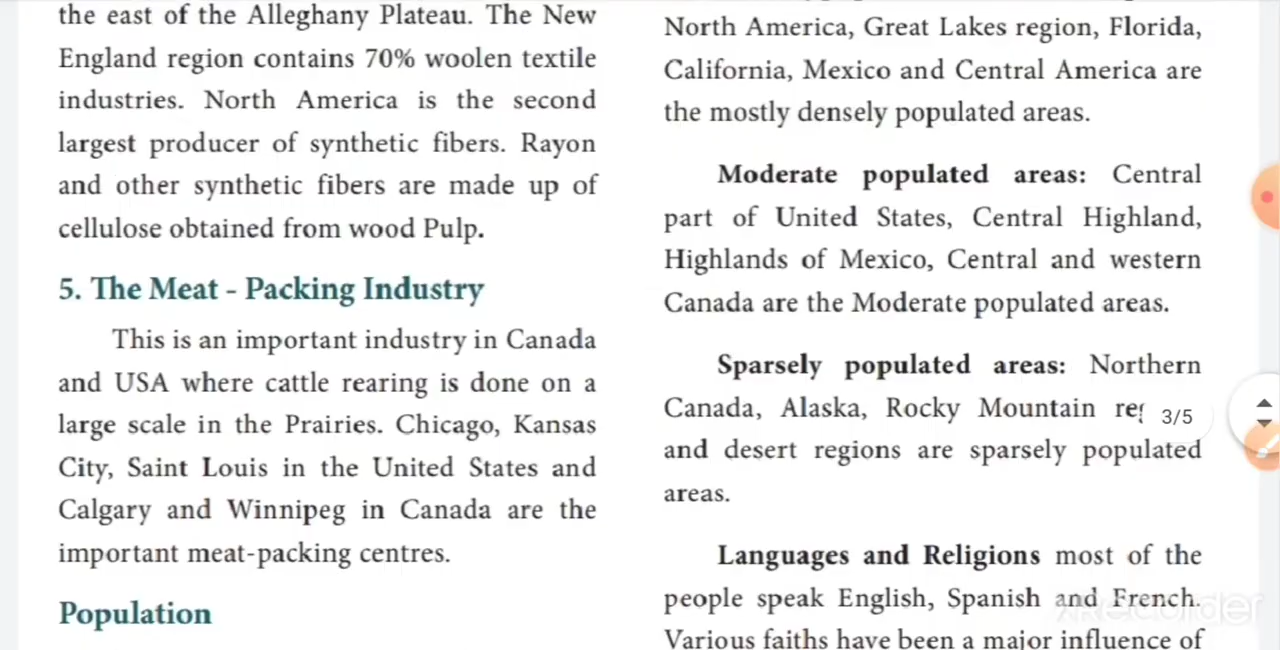 the east of the Alleghany Plateau. The New
England region contains 70% woolen textile
industries. North America is the second
largest producer of synthetic fibers. Rayon
and other synthetic fibers are made up of
cellulose obtained from wood Pulp.
5. The Meat - Packing Industry
This is an important industry in Canada
and USA where cattle rearing is done on a
large scale in the Prairies. Chicago, Kansas
City, Saint Louis in the United States and
Calgary and Winnipeg in Canada are the
important meat-packing centres.
Population
North America, Great Lakes region, Florida,
California, Mexico and Central America are
the mostly densely populated areas.
Moderate populated areas: Central
part of United States, Central Highland,
Highlands of Mexico, Central and western
Canada are the Moderate populated areas.
Sparsely populated areas: Northern
Canada, Alaska, Rocky Mountain
and desert regions are sparsely populated
areas.
Languages and Religions most of the
people speak English, Spanish and French.
Various faiths have been a major influence of
3/5
XRecorder